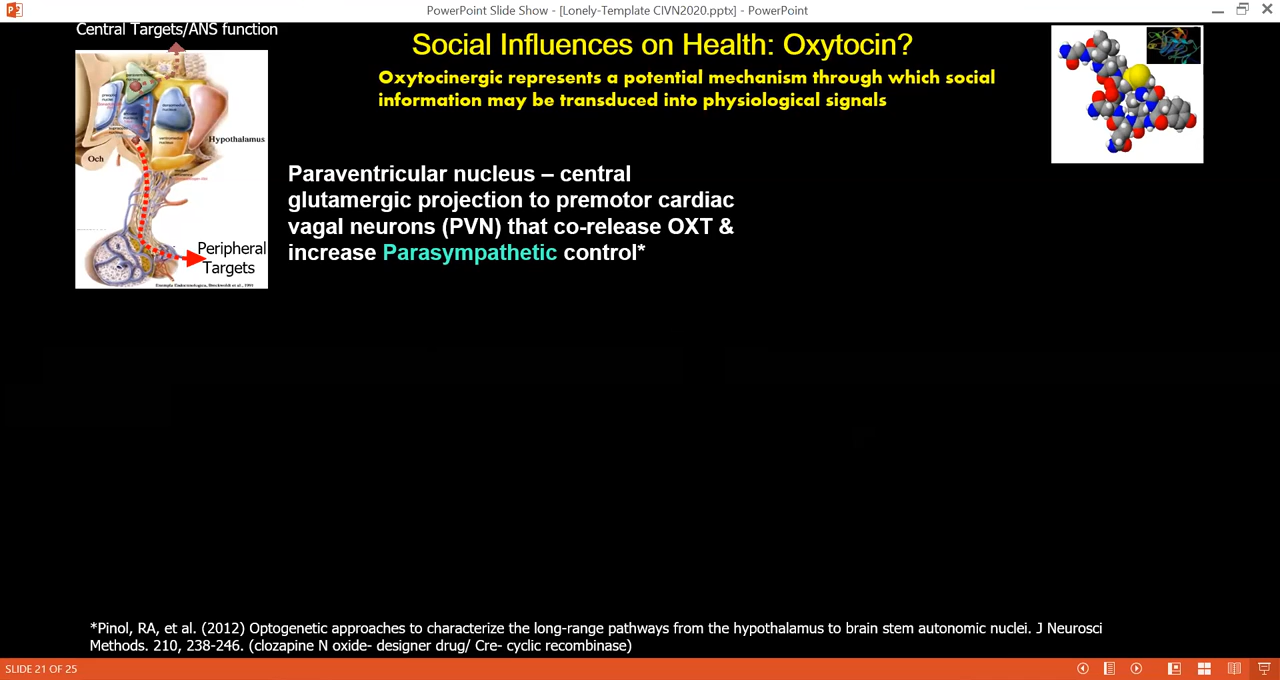 PowerPoint Slide Show - [Lonely-Template CIVN2020.pptx] - PowerPoint
Central Targets/ANS function
Social Influences on Health: Oxytocin?
Oxytocinergic represents a potential mechanism through which social
information may be transduced into physiological signals
Hypothalamus
Och
Peripheral
Targets
Paraventricular nucleus – central
glutamergic projection to premotor cardiac
vagal neurons (PVN) that co-release OXT &
increase Parasympathetic control*
*Pinol, RA, et al. (2012) Optogenetic approaches to characterize the long-range pathways from the hypothalamus to brain stem autonomic nuclei. J Neurosci
Methods. 210, 238-246. (clozapine N oxide- designer drug/ Cre- cyclic recombinase)
SLIDE 21 OF 25